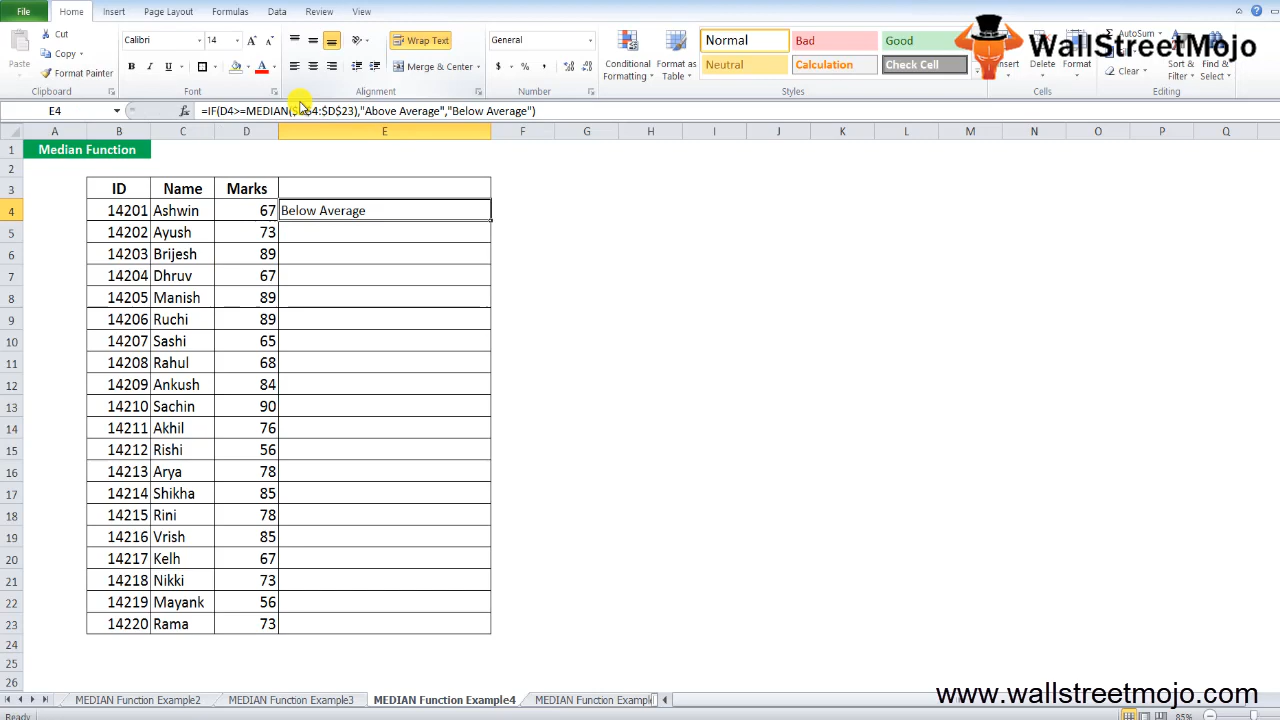 File Home Insert Page Layout Formulas Data Review View
Cut
Copy
Paste
Format Painter
Clipboard
Calibri 14
B I U
Font
Wrap Text
Merge & Center
Alignment
General
$ % ,
Number
Conditional Formatting
Format as Table
Normal Bad Good
Neutral Calculation Check Cell
Styles
Insert Delete Format
Cells
AutoSum
Clear
Sort & Filter
Find & Select
Editing
WallStreetMojo
E4 fx
A B C D E F G H I J K L M N O P Q
1 Median Function
2
3 ID Name Marks
4 14201 Ashwin 67 Below Average
5 14202 Ayush 73
6 14203 Brijesh 89
7 14204 Dhruv 67
8 14205 Manish 89
9 14206 Ruchi 89
10 14207 Sashi 65
11 14208 Rahul 68
12 14209 Ankush 84
13 14210 Sachin 90
14 14211 Akhil 76
15 14212 Rishi 56
16 14213 Arya 78
17 14214 Shikha 85
18 14215 Rini 78
19 14216 Vrish 85
20 14217 Kelh 67
21 14218 Nikki 73
22 14219 Mayank 56
23 14220 Rama 73
24
25
26
MEDIAN Function Example2 MEDIAN Function Example3 MEDIAN Function Example4 MEDIAN Function
www.wallstreetmojo.com
Ready 85%